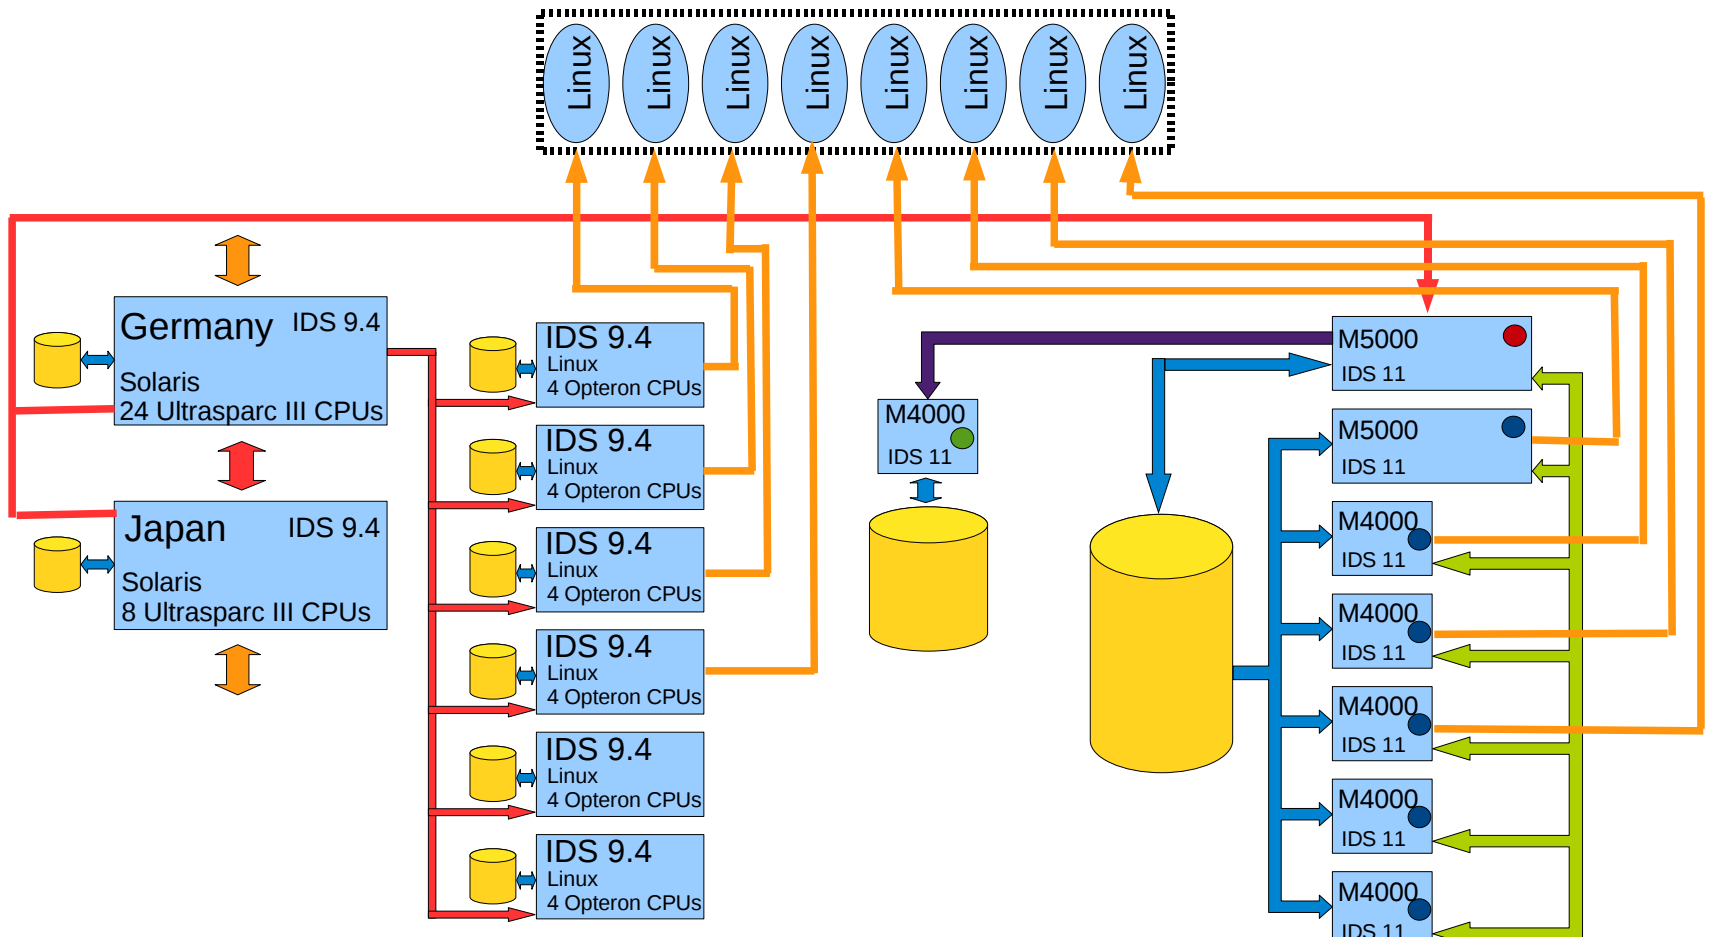 Linux
Linux
Linux
Linux
Linux
Linux
Linux
Linux
Germany IDS 9.4
Solaris
24 Ultrasparc III CPUs
Japan IDS 9.4
Solaris
8 Ultrasparc III CPUs
IDS 9.4
Linux
4 Opteron CPUs
IDS 9.4
Linux
4 Opteron CPUs
IDS 9.4
Linux
4 Opteron CPUs
IDS 9.4
Linux
4 Opteron CPUs
IDS 9.4
Linux
4 Opteron CPUs
IDS 9.4
Linux
4 Opteron CPUs
M4000
IDS 11
M5000
IDS 11
M5000
IDS 11
M4000
IDS 11
M4000
IDS 11
M4000
IDS 11
M4000
IDS 11
M4000
IDS 11